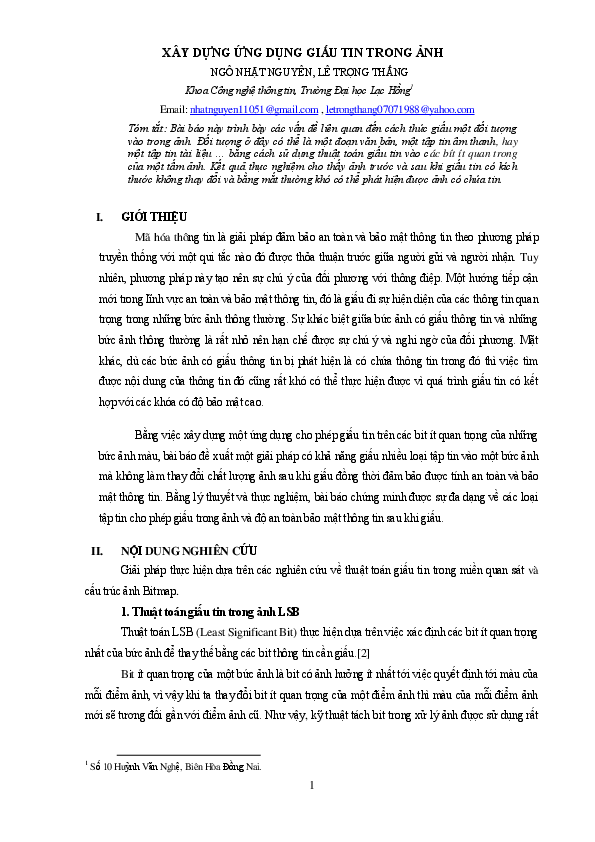 XÂY DỰNG ỨNG DỤNG GIẤU TIN TRONG ẢNH
NGÔ NHẬT NGUYÊN, LÊ TRỌNG THẮNG
Khoa Công nghệ thông tin, Trường Đại học Lạc Hồng1
Email: nhatnguyen11051@gmail.com , letrongthang07071988@yahoo.com
Tóm tắt: Bài báo này trình bày các vấn đề liên quan đến cách thức giấu một đối tượng
vào trong ảnh. Đối tượng ở đây có thể là một đoạn văn bản, một tập tin âm thanh, hay
một tập tin tài liệu … bằng cách sử dụng thuật toán giấu tin vào các bít ít quan trong
của một tấm ảnh. Kết quả thực nghiệm cho thấy ảnh trước và sau khi giấu tin có kích
thước không thay đổi và bằng mắt thường khó có thể phát hiện được ảnh có chứa tin.
I. GIỚI THIỆU
Mã hóa thông tin là giải pháp đảm bảo an toàn và bảo mật thông tin theo phương pháp
truyền thống với một qui tắc nào đó được thỏa thuận trước giữa người gửi và người nhận. Tuy
nhiên, phương pháp này tạo nên sự chú ý của đối phương với thông điệp. Một hướng tiếp cận
mới trong lĩnh vực an toàn và bảo mật thông tin, đó là giấu đi sự hiện diện của các thông tin quan
trọng trong những bức ảnh thông thường. Sự khác biệt giữa bức ảnh có giấu thông tin và những
bức ảnh thông thường là rất nhỏ nên hạn chế được sự chú ý và nghi ngờ của đối phương. Mặt
khác, dù các bức ảnh có giấu thông tin bị phát hiện là có chứa thông tin trong đó thì việc tìm
được nội dung của thông tin đó cũng rất khó có thể thực hiện được vì quá trình giấu tin có kết
hợp với các khóa có độ bảo mật cao.
Bằng việc xây dựng một ứng dụng cho phép giấu tin trên các bit ít quan trọng của những
bức ảnh màu, bài báo đề xuất một giải pháp có khả năng giấu nhiều loại tập tin vào một bức ảnh
mà không làm thay đổi chất lượng ảnh sau khi giấu đồng thời đảm bảo được tính an toàn và bảo
mật thông tin. Bằng lý thuyết và thực nghiệm, bài báo chứng minh được sự đa dạng về các loại
tập tin cho phép giấu trong ảnh và độ an toàn bảo mật thông tin sau khi giấu.
II. NỘI DUNG NGHIÊN CỨU
Giải pháp thực hiện dựa trên các nghiên cứu về thuật toán giấu tin trong miền quan sát và
cấu trúc ảnh Bitmap.
1. Thuật toán giấu tin trong ảnh LSB
Thuật toán LSB (Least Significant Bit) thực hiện dựa trên việc xác định các bit ít quan trọng
nhất của bức ảnh để thay thế bằng các bit thông tin cần giấu.[2]
Bit ít quan trọng của một bức ảnh là bit có ảnh hưởng ít nhất tới việc quyết định tới màu của
mỗi điểm ảnh, vì vậy khi ta thay đổi bit ít quan trọng của một điểm ảnh thì màu của mỗi điểm ảnh
mới sẽ tương đối gần với điểm ảnh cũ. Như vậy, kỹ thuật tách bit trong xử lý ảnh được sử dụng rất
1 Số 10 Huỳnh Văn Nghệ, Biên Hòa Đồng Nai.
1